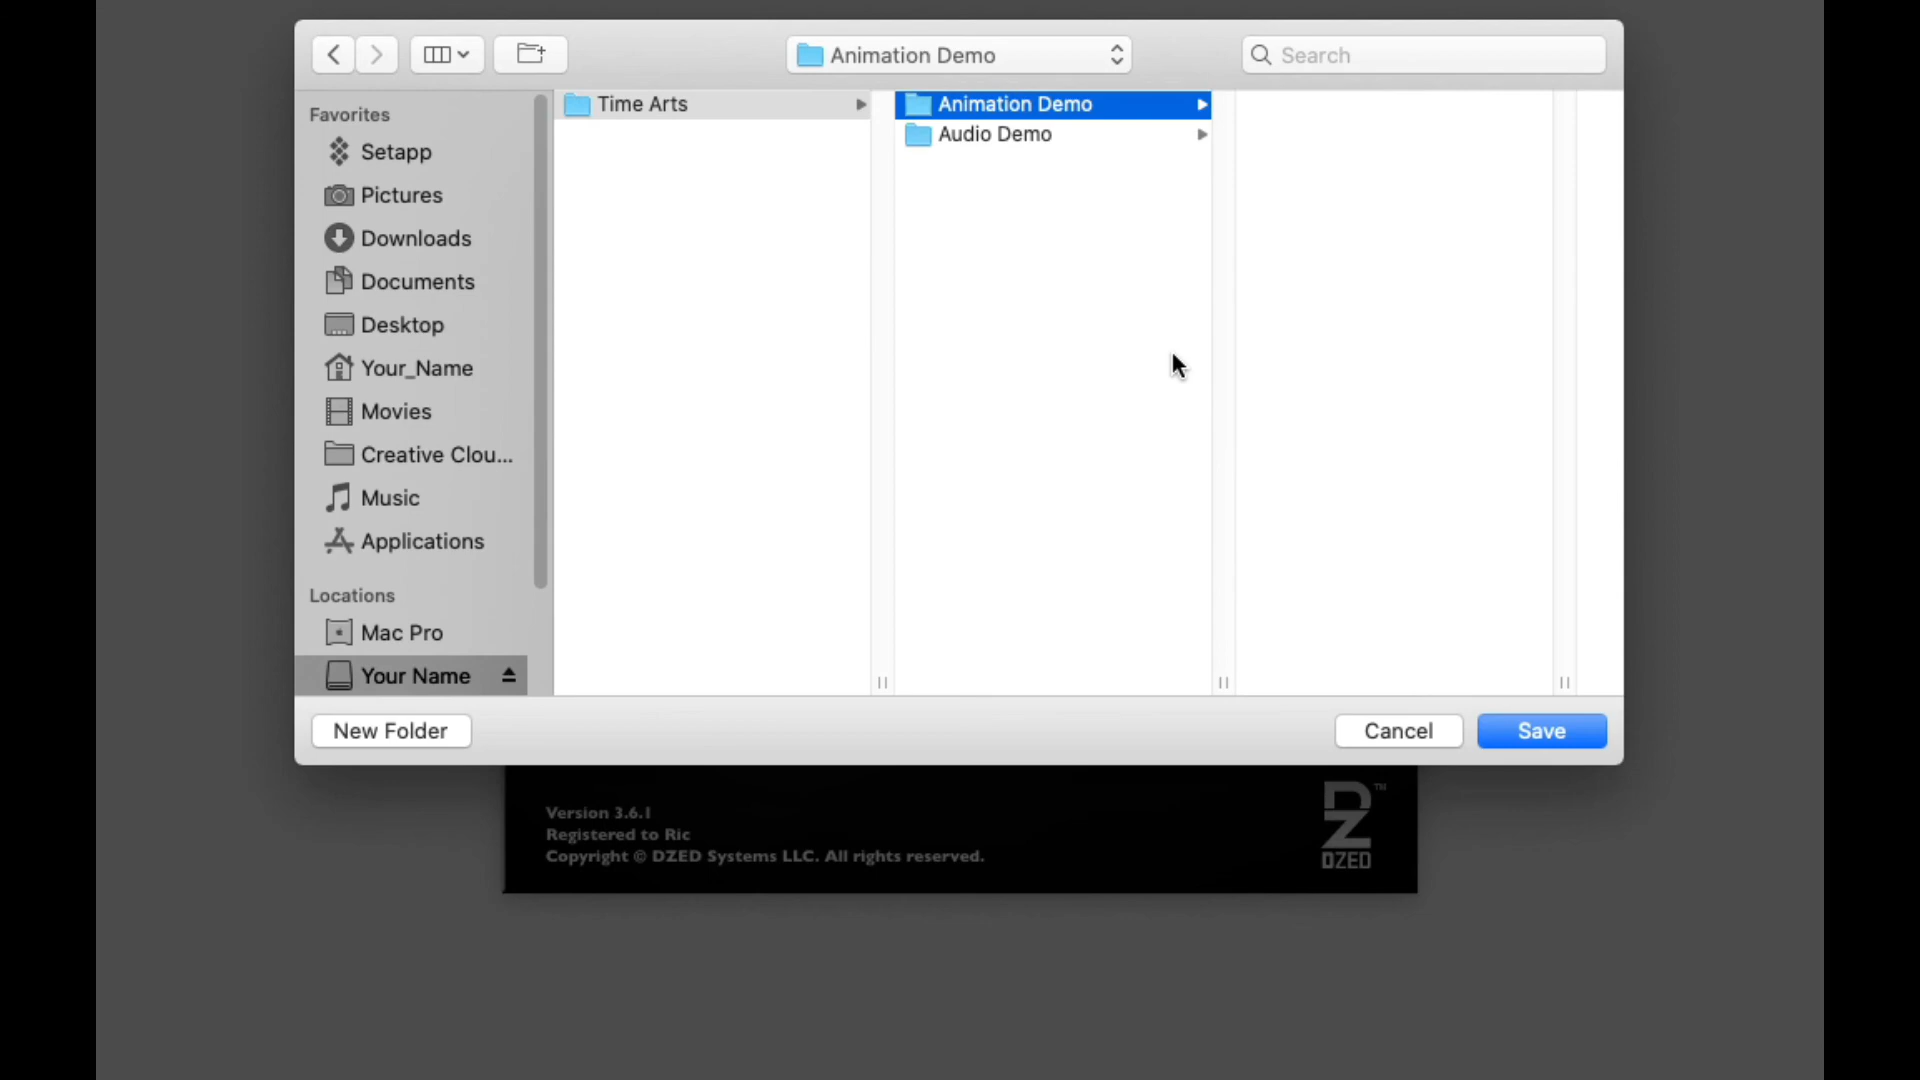 Animation Demo
Search
Favorites
Setapp
Pictures
Downloads
Documents
Desktop
Your_Name
Movies
Creative Clou...
Music
Applications
Locations
Mac Pro
Your Name
Time Arts
Animation Demo
Audio Demo
New Folder
Cancel
Save
Version 3.6.1
Registered to Ric
Copyright © DZED Systems LLC. All rights reserved.
DZ™
DZED